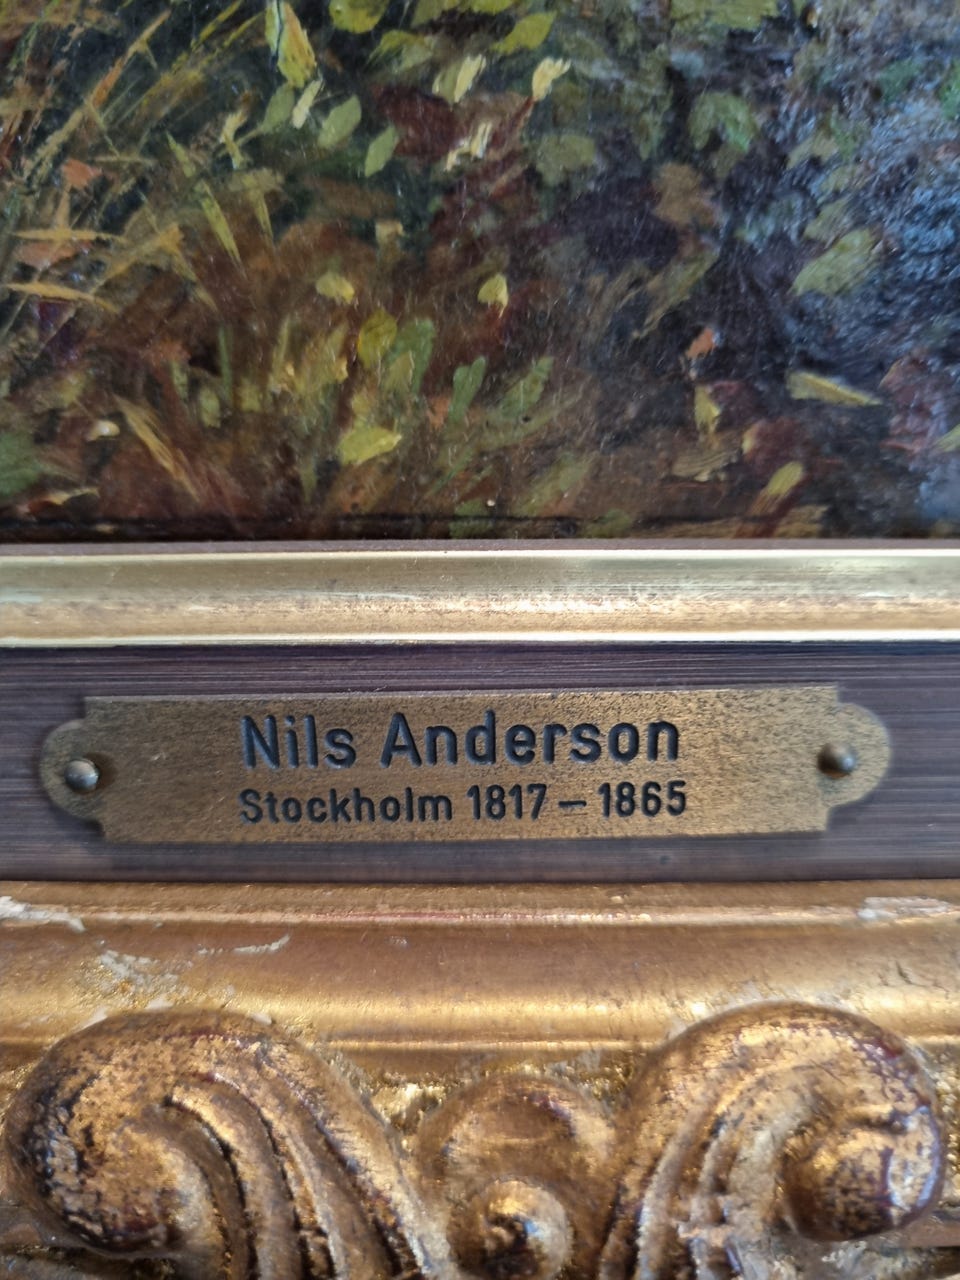 Nils Anderson
Stockholm 1817 – 1865